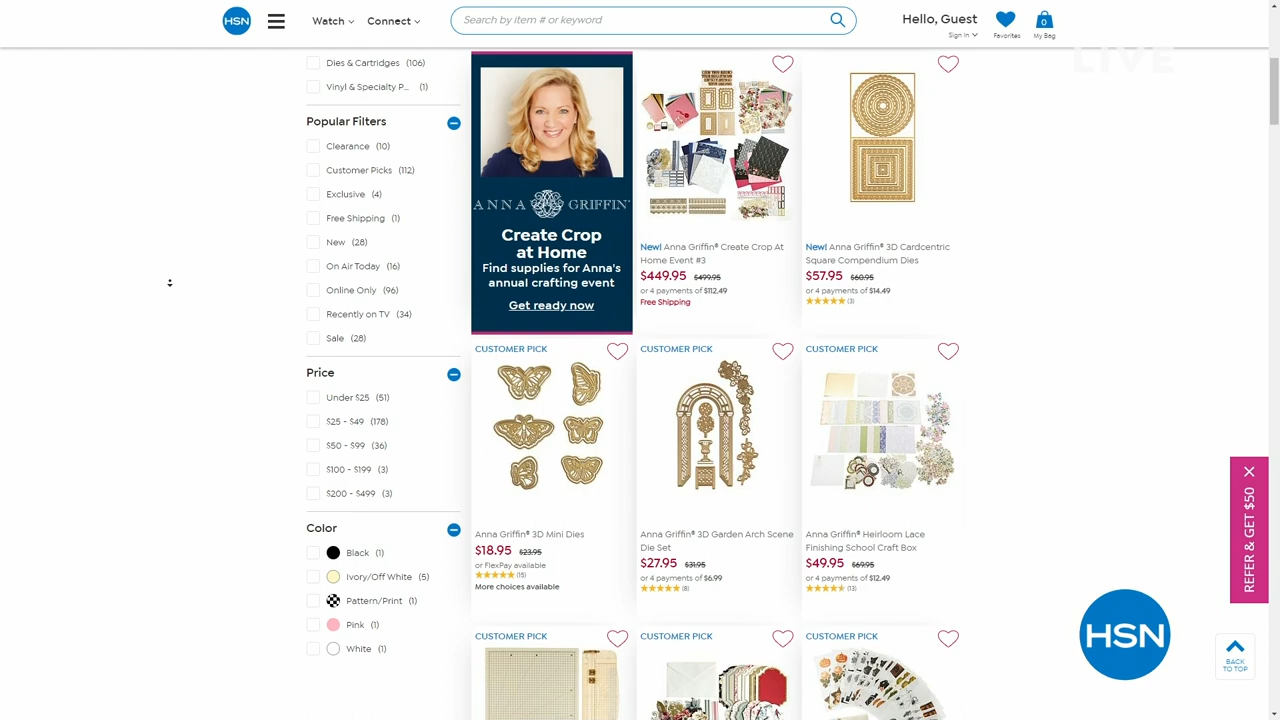 HSN
Watch
Connect
Search by item # or keyword
Hello, Guest
Sign In
Favorites
0
My Bag
LIVE
Dies & Cartridges (106)
Vinyl & Specialty P... (1)
Popular Filters
Clearance (10)
Customer Picks (112)
Exclusive (4)
Free Shipping (1)
New (28)
On Air Today (16)
Online Only (96)
Recently on TV (34)
Sale (28)
Price
Under $25 (51)
$25 - $49 (178)
$50 - $99 (36)
$100 - $199 (3)
$200 - $499 (3)
Color
Black (1)
Ivory/Off White (5)
Pattern/Print (1)
Pink (1)
White (1)
ANNA GRIFFIN®
Create Crop
at Home
Find supplies for Anna's
annual crafting event
Get ready now
New! Anna Griffin® Create Crop At
Home Event #3
$449.95 $499.95
or 4 payments of $112.49
Free Shipping
New! Anna Griffin® 3D Cardcentric
Square Compendium Dies
$57.95 $60.95
or 4 payments of $14.49
(3)
CUSTOMER PICK
Anna Griffin® 3D Mini Dies
$18.95 $23.95
or FlexPay available
(15)
More choices available
CUSTOMER PICK
Anna Griffin® 3D Garden Arch Scene
Die Set
$27.95 $31.95
or 4 payments of $6.99
(8)
CUSTOMER PICK
Anna Griffin® Heirloom Lace
Finishing School Craft Box
$49.95 $69.95
or 4 payments of $12.49
(13)
CUSTOMER PICK
CUSTOMER PICK
CUSTOMER PICK
REFER & GET $50
HSN
BACK
TO TOP